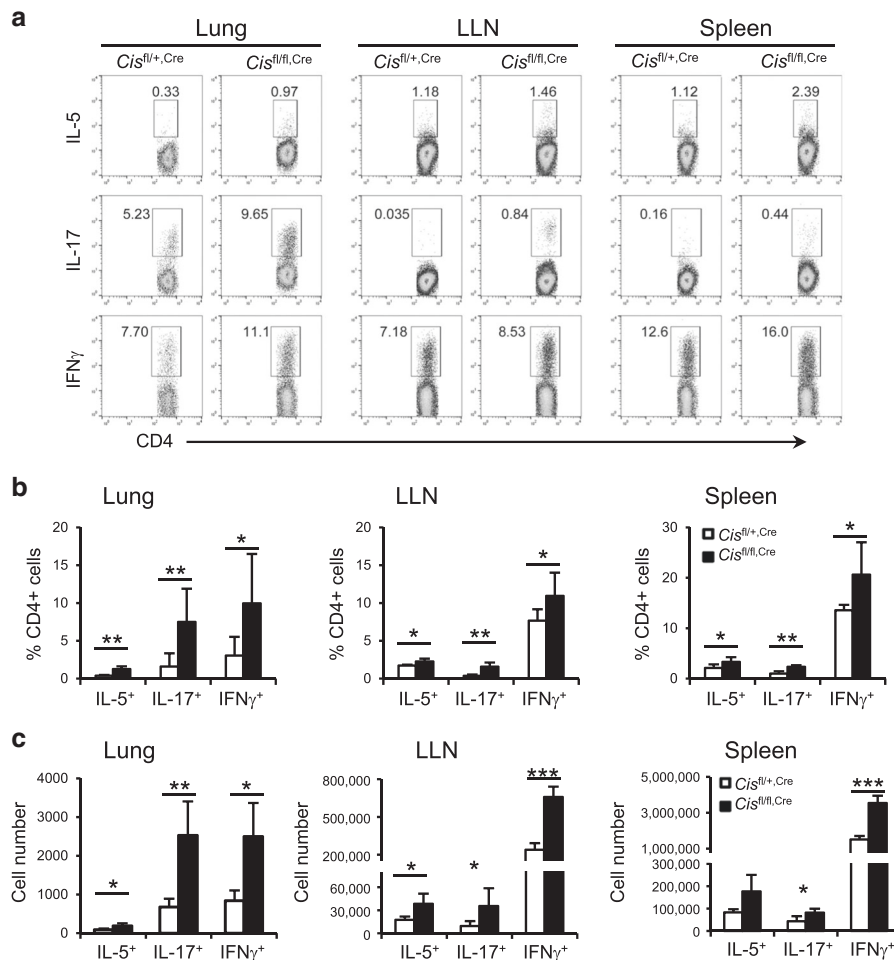 a
Lung LLN Spleen
Cisfl/+,Cre Cisfl/fl,Cre Cisfl/+,Cre Cisfl/fl,Cre Cisfl/+,Cre Cisfl/fl,Cre
IL-5
0.33 0.97 1.18 1.46 1.12 2.39
IL-17
5.23 9.65 0.035 0.84 0.16 0.44
IFNγ
7.70 11.1 7.18 8.53 12.6 16.0
CD4
b
Lung LLN Spleen
% CD4+ cells
20
15
10
5
0
** ** *
IL-5+ IL-17+ IFNγ+
% CD4+ cells
20
15
10
5
0
* ** *
IL-5+ IL-17+ IFNγ+
% CD4+ cells
30
20
10
0
Cisfl/+,Cre
Cisfl/fl,Cre
* ** *
IL-5+ IL-17+ IFNγ+
c
Lung LLN Spleen
Cell number
4000
3000
2000
1000
0
* ** *
IL-5+ IL-17+ IFNγ+
Cell number
800,000
500,000
200,000
60,000
30,000
0
* * ***
IL-5+ IL-17+ IFNγ+
Cell number
5,000,000
3,000,000
1,000,000
300,000
200,000
100,000
0
Cisfl/+,Cre
Cisfl/fl,Cre
* ***
IL-5+ IL-17+ IFNγ+